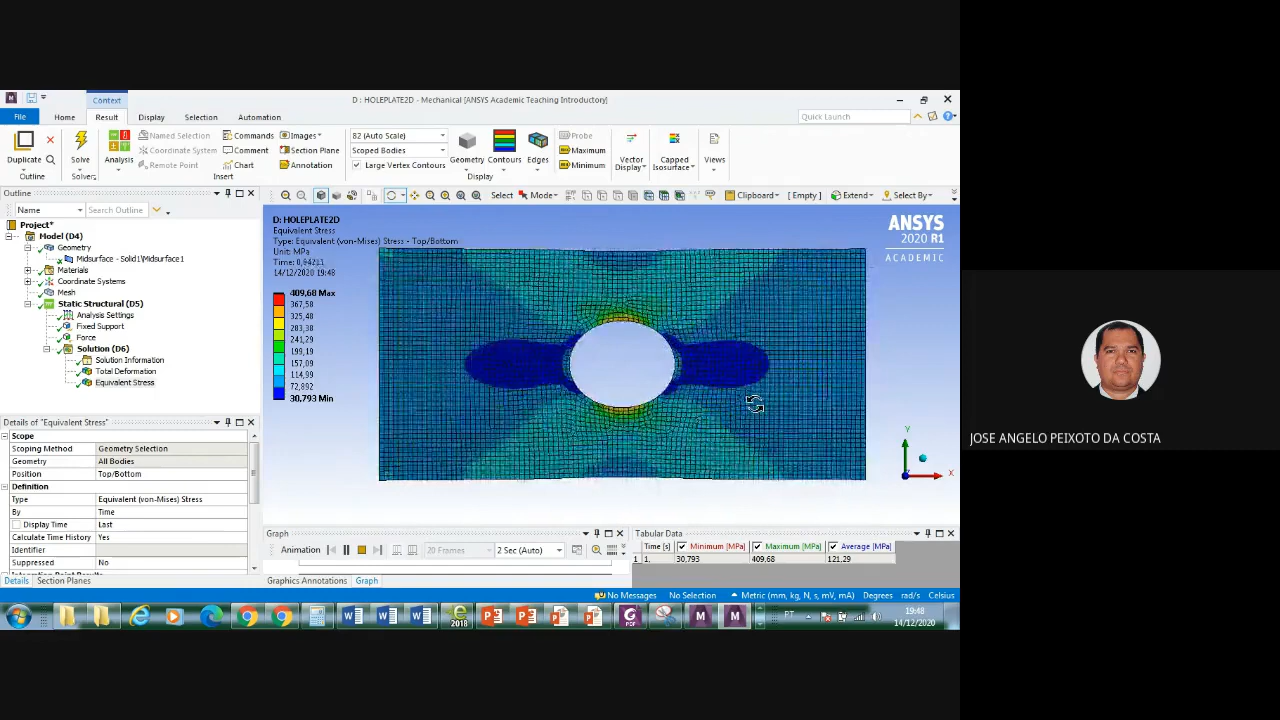 Context
D : HOLEPLATE2D - Mechanical [ANSYS Academic Teaching Introductory]
File
Home
Result
Display
Selection
Automation
Quick Launch
Duplicate
Outline
Solve
Solver
Analysis
Named Selection
Coordinate System
Remote Point
Commands
Comment
Chart
Images
Section Plane
Annotation
Insert
82 (Auto Scale)
Scoped Bodies
Large Vertex Contours
Geometry
Contours
Edges
Display
Probe
Maximum
Minimum
Vector
Display
Capped
Isosurface
Views
Outline
Name
Search Outline
Select
Mode
Clipboard
[ Empty ]
Extend
Select By
Project*
Model (D4)
Geometry
Midsurface - Solid1\Midsurface1
Materials
Coordinate Systems
Mesh
Static Structural (D5)
Analysis Settings
Fixed Support
Force
Solution (D6)
Solution Information
Total Deformation
Equivalent Stress
D: HOLEPLATE2D
Equivalent Stress
Type: Equivalent (von-Mises) Stress - Top/Bottom
Unit: MPa
14/12/2020 19:48
409,68 Max
367,58
325,48
283,38
241,29
199,19
157,09
114,99
72,892
30,793 Min
ANSYS
2020 R1
ACADEMIC
Y
X
JOSE ANGELO PEIXOTO DA COSTA
Details of "Equivalent Stress"
Scope
Scoping Method Geometry Selection
Geometry All Bodies
Position Top/Bottom
Definition
Type Equivalent (von-Mises) Stress
By Time
Display Time Last
Calculate Time History Yes
Identifier
Suppressed No
Details
Section Planes
Graph
Animation
20 Frames
2 Sec (Auto)
Graphics Annotations
Graph
Tabular Data
Time [s] Minimum [MPa] Maximum [MPa] Average [MPa]
1 1. 30,793 409,68 121,29
No Messages
No Selection
Metric (mm, kg, N, s, mV, mA)
Degrees
rad/s
Celsius
2018
PDF
PT
19:48
14/12/2020